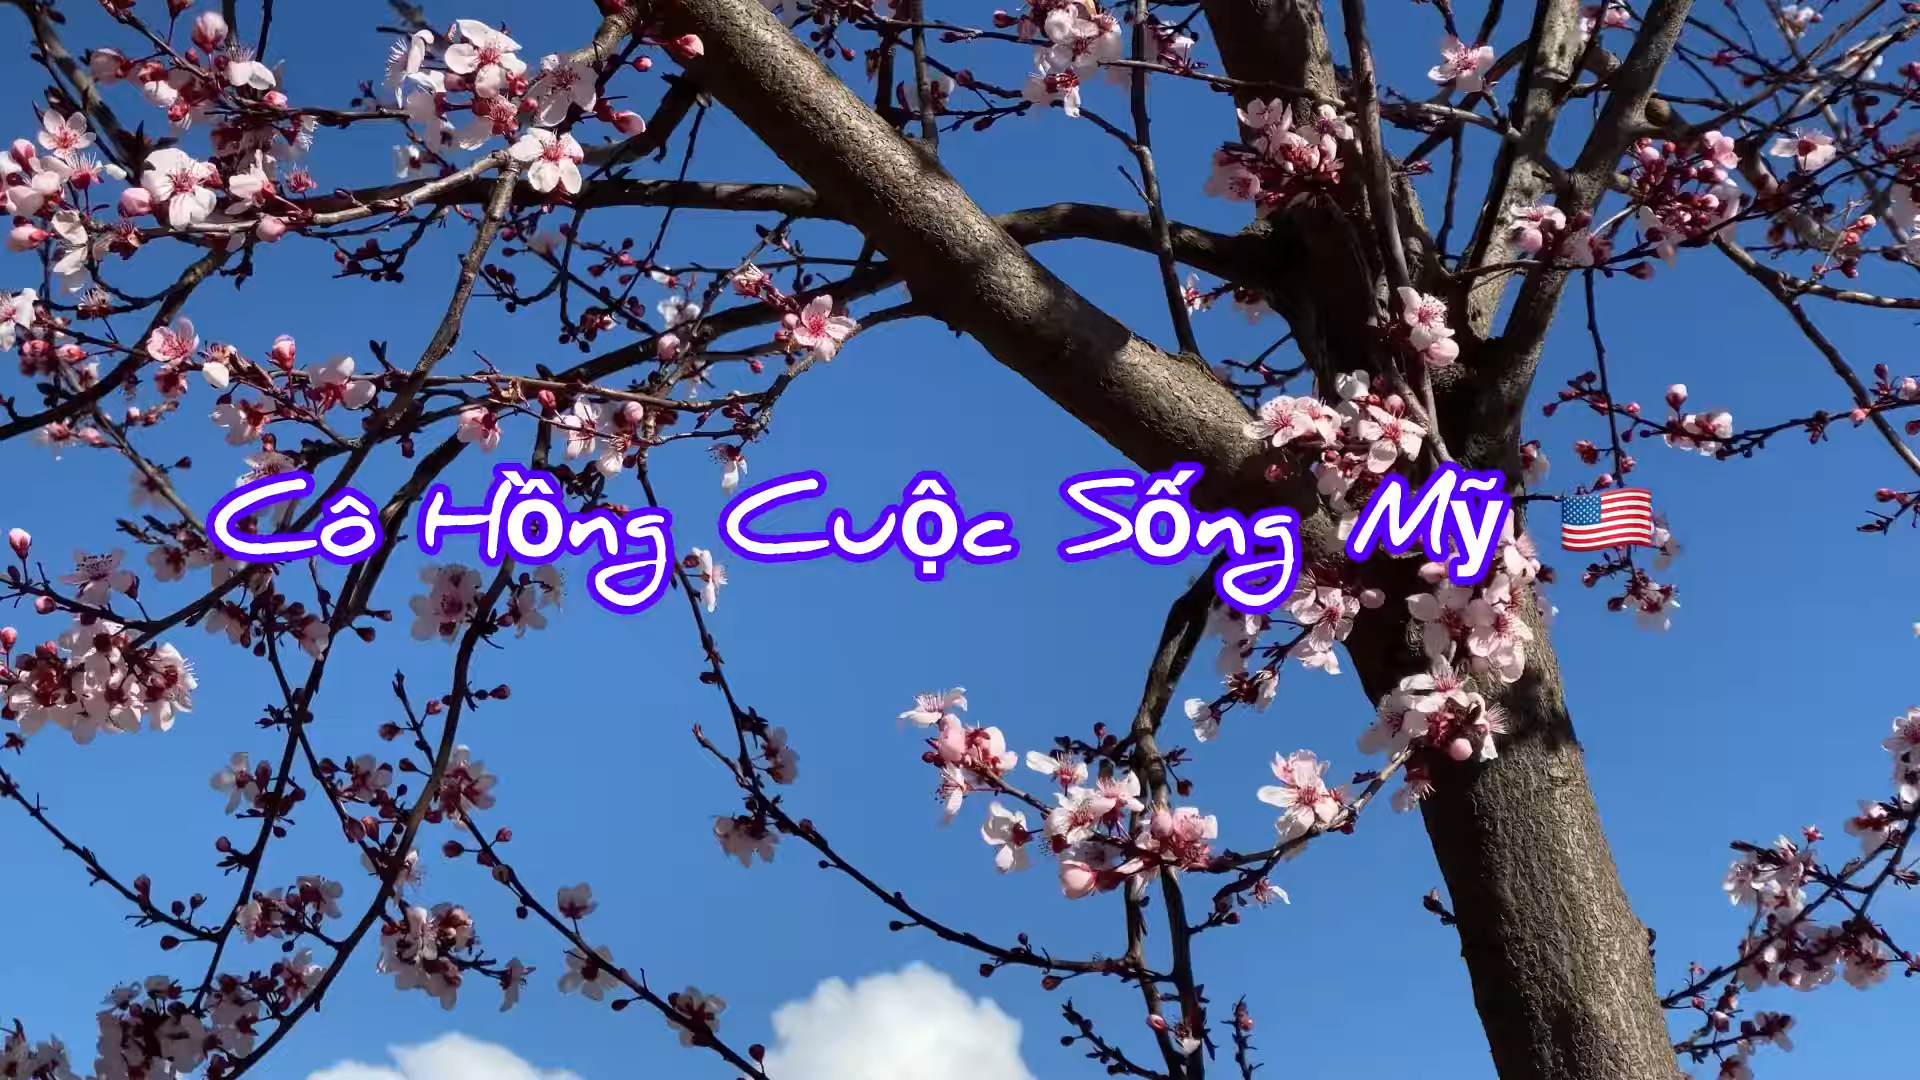 Cô Hồng Cuộc Sống Mỹ 🇺🇸